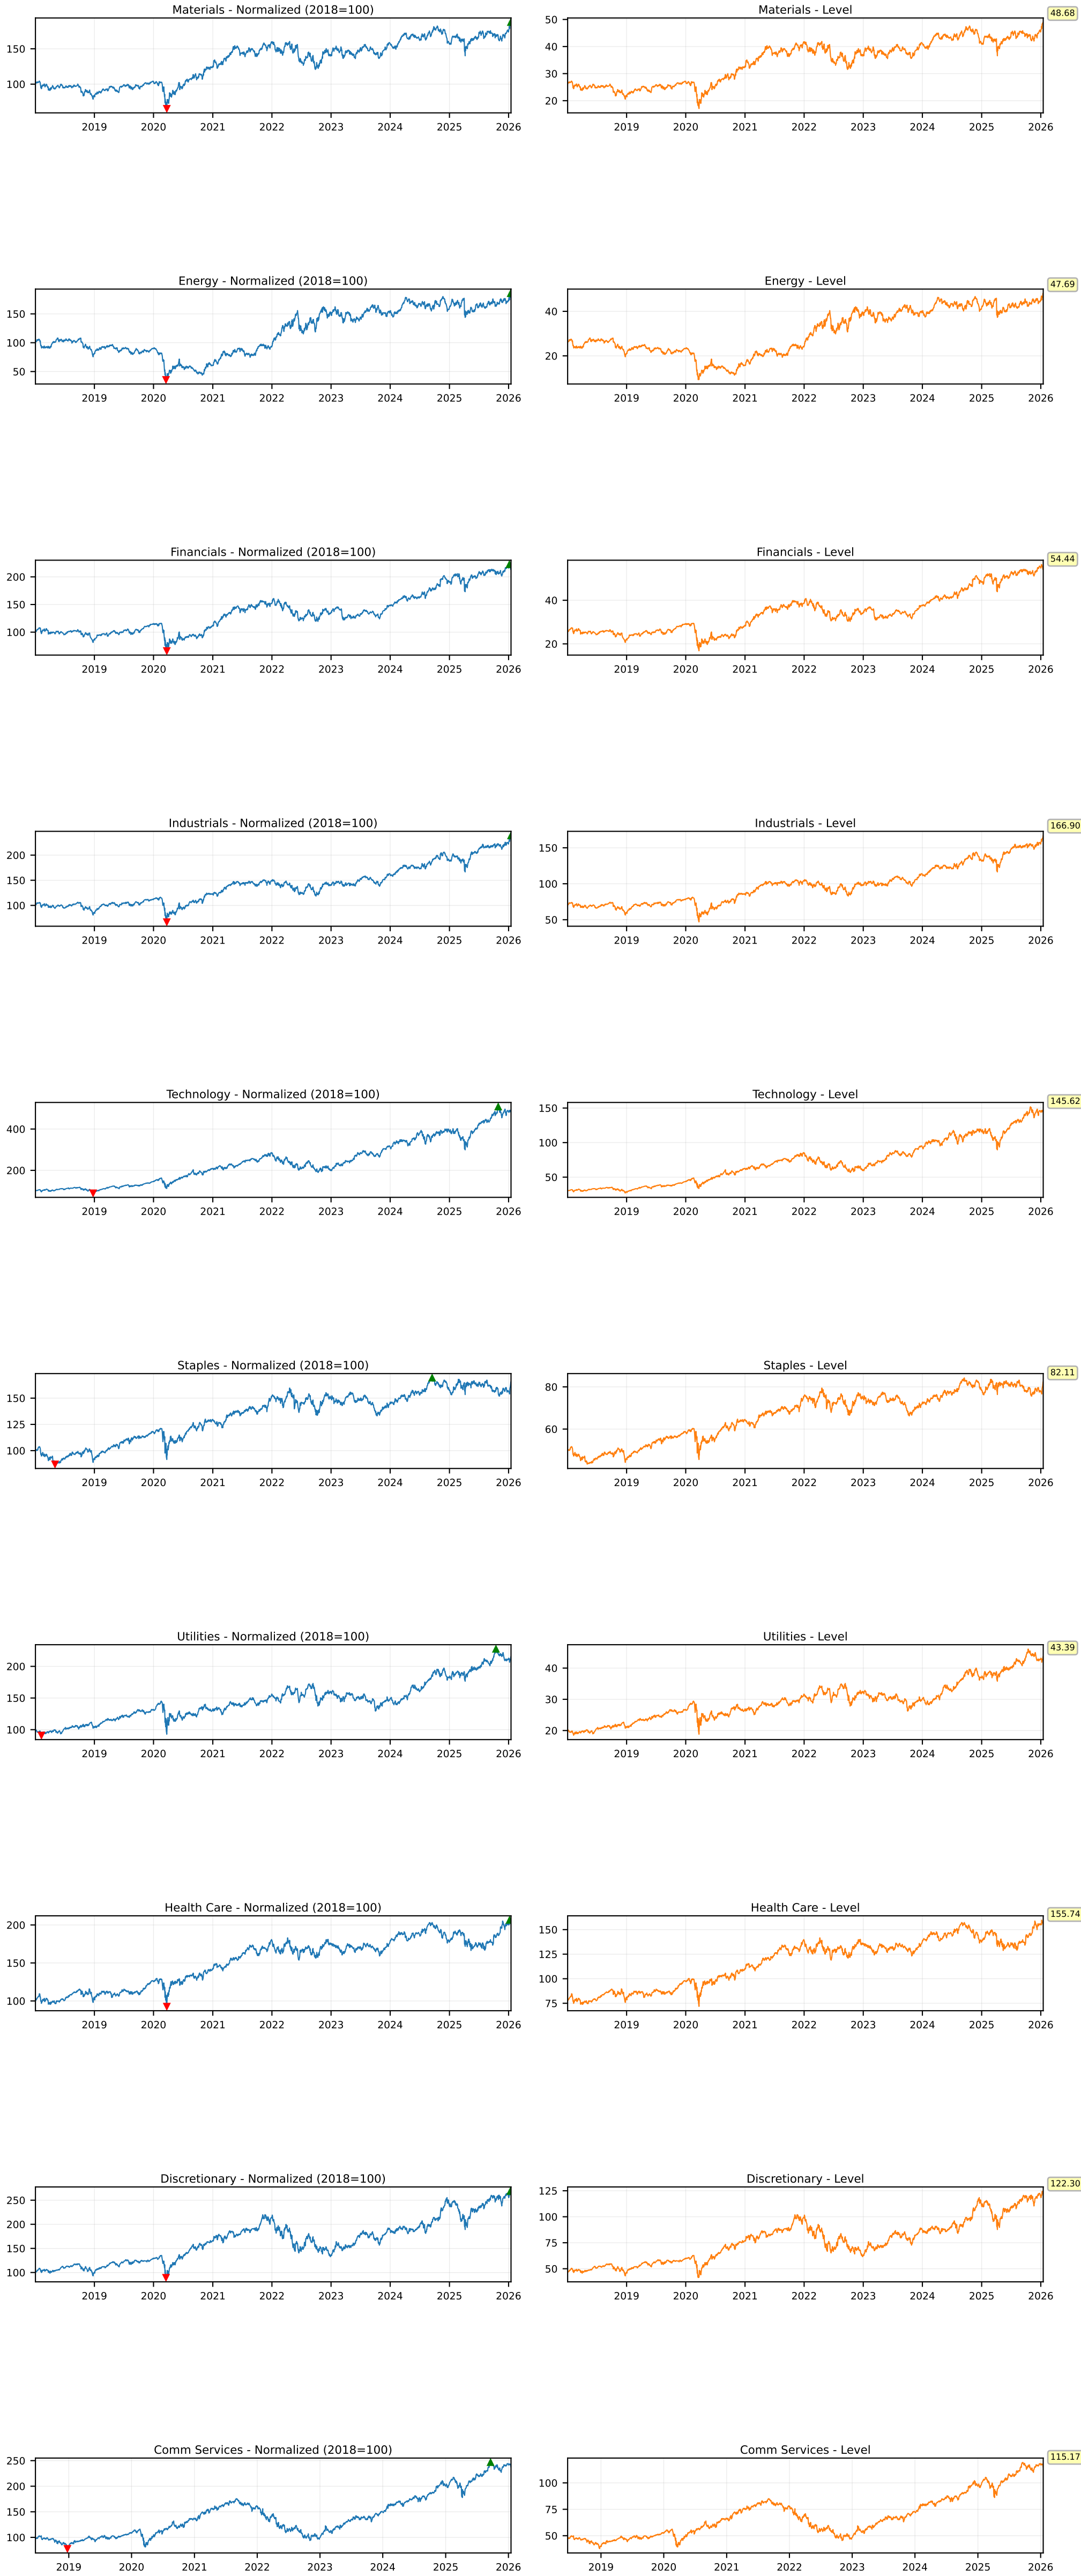 Materials - Normalized (2018=100)
150
100
2019 2020 2021 2022 2023 2024 2025 2026
Materials - Level
48.68
50
40
30
20
2019 2020 2021 2022 2023 2024 2025 2026
Energy - Normalized (2018=100)
150
100
50
2019 2020 2021 2022 2023 2024 2025 2026
Energy - Level
47.69
40
20
2019 2020 2021 2022 2023 2024 2025 2026
Financials - Normalized (2018=100)
200
150
100
2019 2020 2021 2022 2023 2024 2025 2026
Financials - Level
54.44
40
20
2019 2020 2021 2022 2023 2024 2025 2026
Industrials - Normalized (2018=100)
200
150
100
2019 2020 2021 2022 2023 2024 2025 2026
Industrials - Level
166.90
150
100
50
2019 2020 2021 2022 2023 2024 2025 2026
Technology - Normalized (2018=100)
400
200
2019 2020 2021 2022 2023 2024 2025 2026
Technology - Level
145.62
150
100
50
2019 2020 2021 2022 2023 2024 2025 2026
Staples - Normalized (2018=100)
150
125
100
2019 2020 2021 2022 2023 2024 2025 2026
Staples - Level
82.11
80
60
2019 2020 2021 2022 2023 2024 2025 2026
Utilities - Normalized (2018=100)
200
150
100
2019 2020 2021 2022 2023 2024 2025 2026
Utilities - Level
43.39
40
30
20
2019 2020 2021 2022 2023 2024 2025 2026
Health Care - Normalized (2018=100)
200
150
100
2019 2020 2021 2022 2023 2024 2025 2026
Health Care - Level
155.74
150
125
100
75
2019 2020 2021 2022 2023 2024 2025 2026
Discretionary - Normalized (2018=100)
250
200
150
100
2019 2020 2021 2022 2023 2024 2025 2026
Discretionary - Level
122.30
125
100
75
50
2019 2020 2021 2022 2023 2024 2025 2026
Comm Services - Normalized (2018=100)
250
200
150
100
2019 2020 2021 2022 2023 2024 2025 2026
Comm Services - Level
115.17
100
75
50
2019 2020 2021 2022 2023 2024 2025 2026